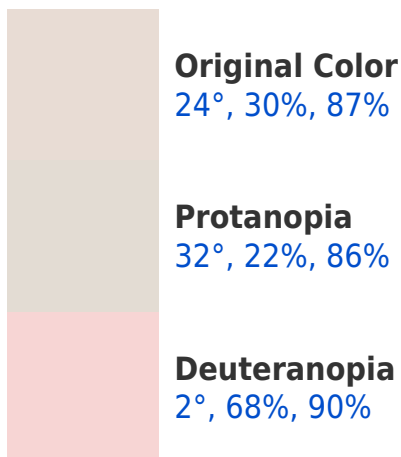 Original Color
24°, 30%, 87%
Protanopia
32°, 22%, 86%
Deuteranopia
2°, 68%, 90%